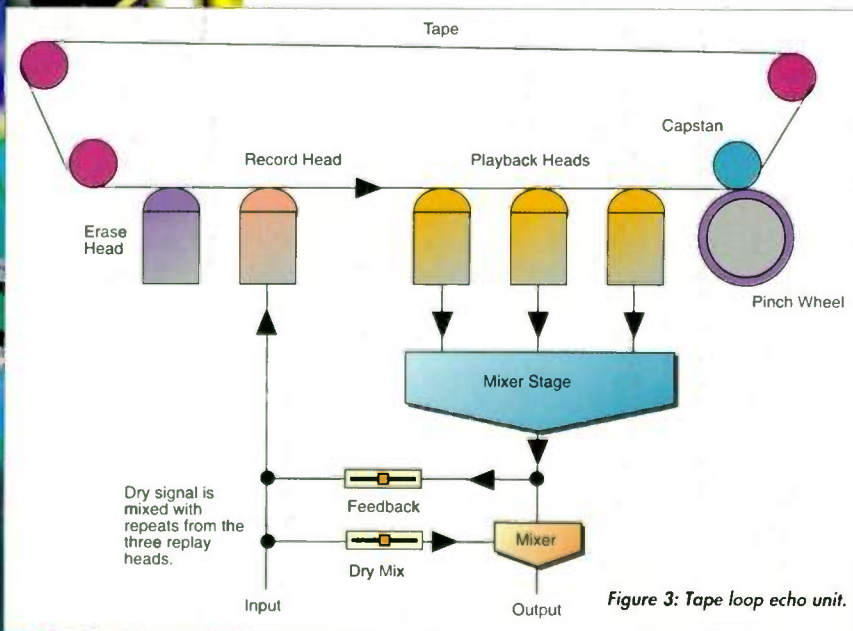 Tape
Capstan
Record Head
Playback Heads
Erase
Head
Pinch Wheel
Mixer Stage
Feedback
Dry signal is
mixed with
repeats from the
three replay
heads.
Mixer
Dry Mix
Input
Output
Figure 3: Tape loop echo unit.